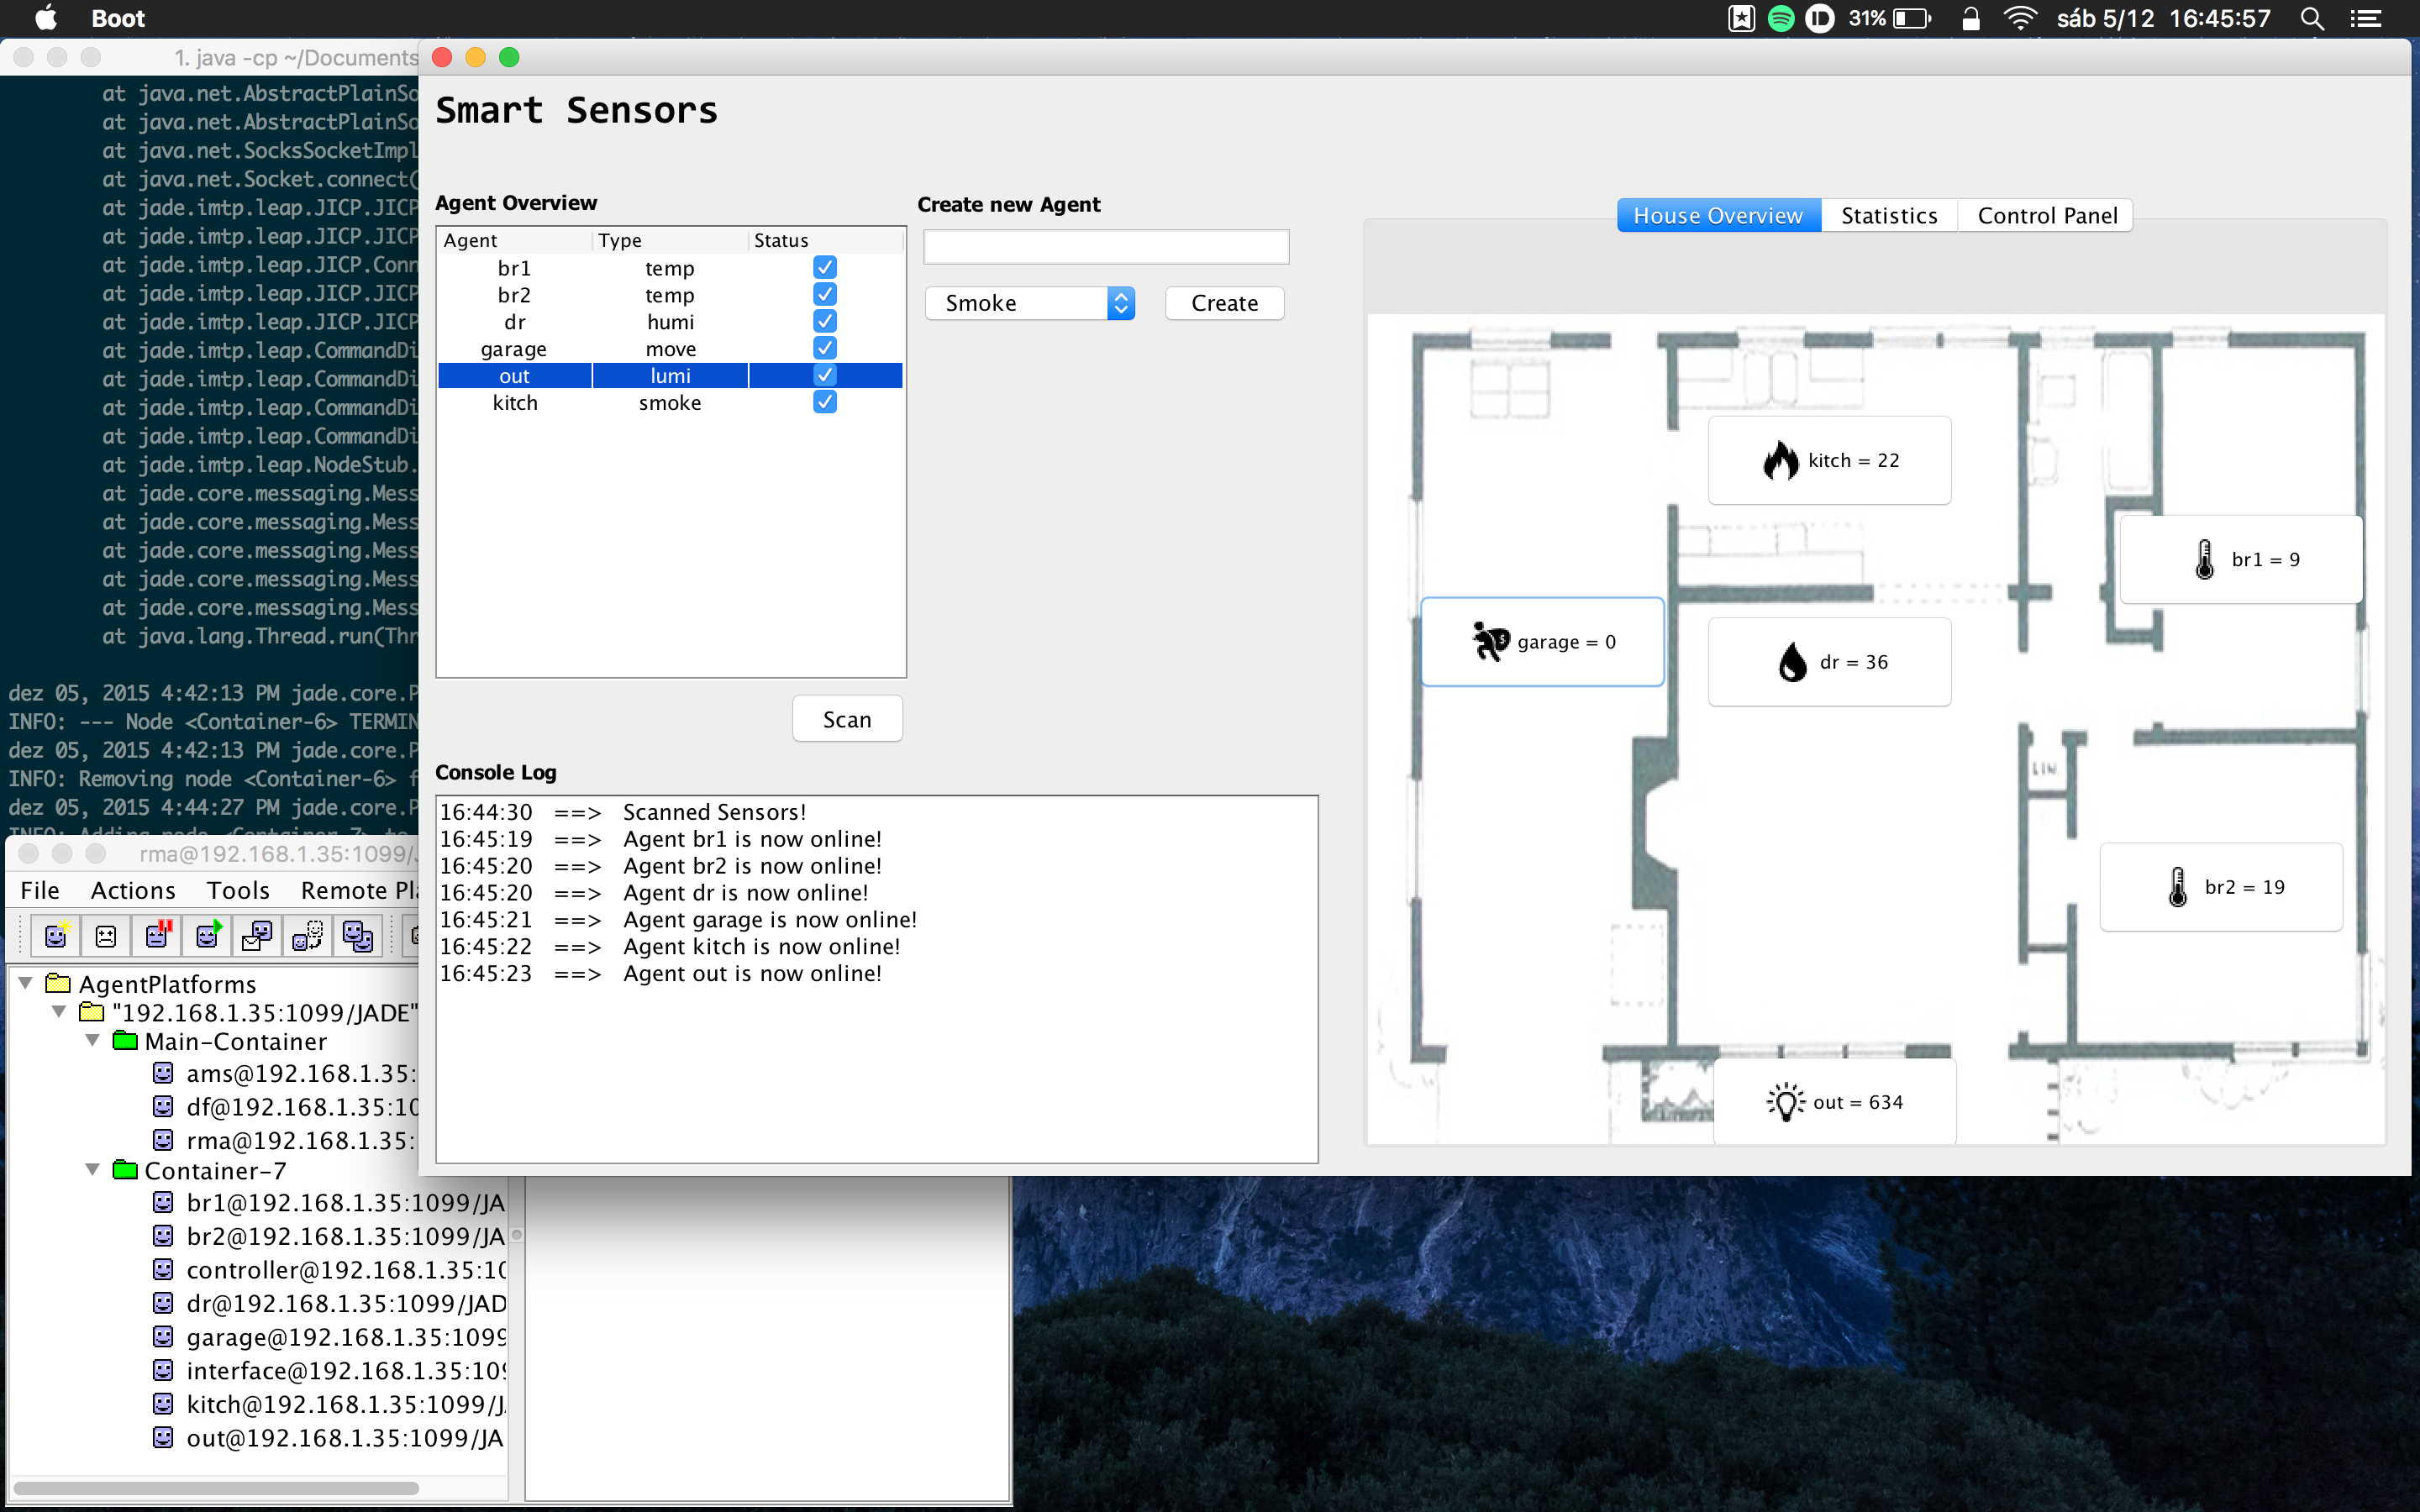 Boot
31%
sáb 5/12 16:45:57
1. java -cp ~/Documents
at java.net.AbstractPlainSo
at java.net.AbstractPlainSo
at java.net.SocksSocketImpl
at java.net.Socket.connect(
at jade.imtp.leap.JICP.JICP
at jade.imtp.leap.JICP.JICP
at jade.imtp.leap.JICP.Conn
at jade.imtp.leap.JICP.JICP
at jade.imtp.leap.JICP.JICP
at jade.imtp.leap.CommandDi
at jade.imtp.leap.CommandDi
at jade.imtp.leap.CommandDi
at jade.imtp.leap.CommandDi
at jade.imtp.leap.NodeStub.
at jade.core.messaging.Mess
at jade.core.messaging.Mess
at jade.core.messaging.Mess
at jade.core.messaging.Mess
at jade.core.messaging.Mess
at java.lang.Thread.run(Thr
dez 05, 2015 4:42:13 PM jade.core.P
INFO: --- Node <Container-6> TERMIN
dez 05, 2015 4:42:13 PM jade.core.P
INFO: Removing node <Container-6> f
dez 05, 2015 4:44:27 PM jade.core.P
INFO: Adding node <Container-7> to
Smart Sensors
Agent Overview
Agent Type Status
br1 temp
br2 temp
dr humi
garage move
out lumi
kitch smoke
Scan
Create new Agent
Smoke
Create
Console Log
16:44:30 ==> Scanned Sensors!
16:45:19 ==> Agent br1 is now online!
16:45:20 ==> Agent br2 is now online!
16:45:20 ==> Agent dr is now online!
16:45:21 ==> Agent garage is now online!
16:45:22 ==> Agent kitch is now online!
16:45:23 ==> Agent out is now online!
House Overview Statistics Control Panel
kitch = 22
br1 = 9
garage = 0
$
dr = 36
LIN.
br2 = 19
out = 634
rma@192.168.1.35:1099/
File Actions Tools Remote Pl
AgentPlatforms
"192.168.1.35:1099/JADE"
Main-Container
ams@192.168.1.35:
df@192.168.1.35:10
rma@192.168.1.35:
Container-7
br1@192.168.1.35:1099/JA
br2@192.168.1.35:1099/JA
controller@192.168.1.35:10
dr@192.168.1.35:1099/JAD
garage@192.168.1.35:1099
interface@192.168.1.35:109
kitch@192.168.1.35:1099/J
out@192.168.1.35:1099/JA